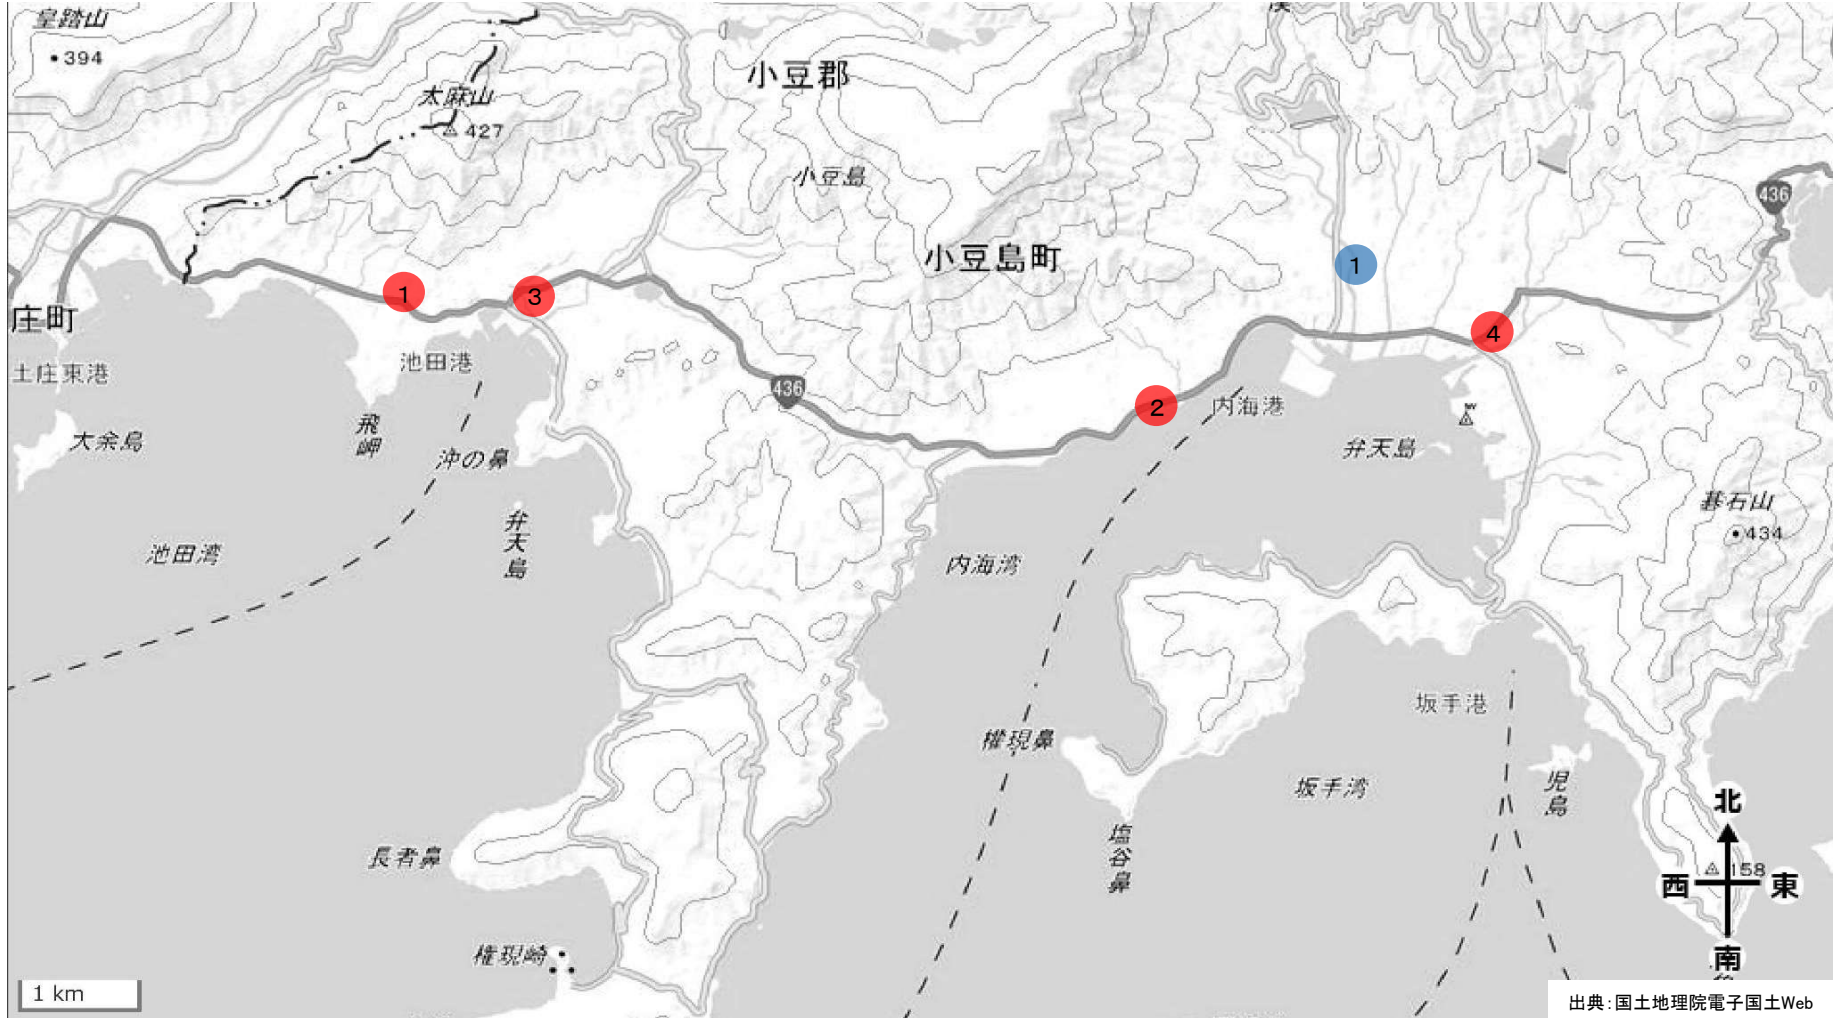 皇踏山
394
太麻山
427
小豆郡
小豆島
小豆島町
436
1
1
3
庄町
土庄東港
池田港
4
436
2
内海港
大余島
飛岬
沖の鼻
弁天島
碁石山
434
池田湾
弁天島
内海湾
坂手港
権現鼻
坂手湾
児島
北
塩谷鼻
長者鼻
158
西
東
権現崎
南
1 km
出典：国土地理院電子国土Web